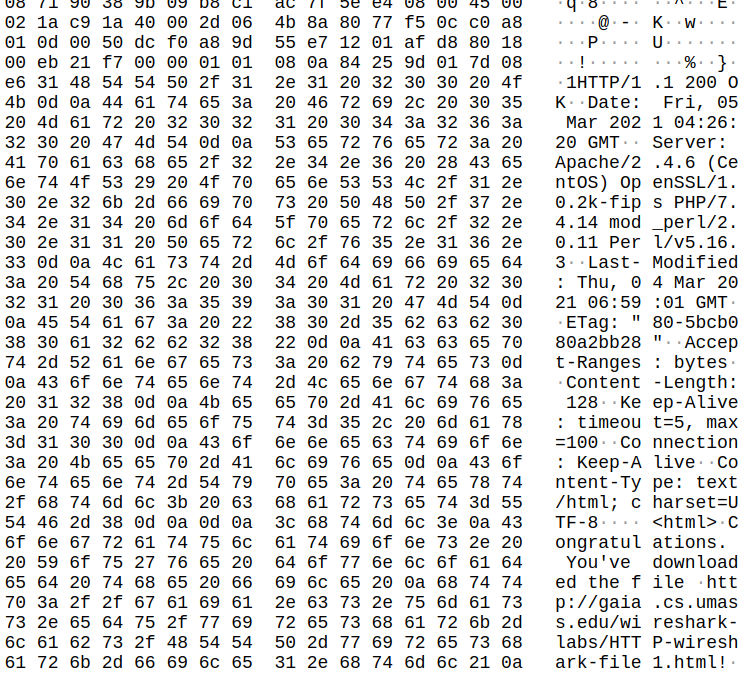 08 71 90 38 9b 09 b8 c1  ac 7f 5e e4 08 00 45 00   ·q·8···· ··^···E·
02 1a c9 1a 40 00 2d 06  4b 8a 80 77 f5 0c c0 a8   ····@·-· K··w····
01 0d 00 50 dc f0 a8 9d  55 e7 12 01 af d8 80 18   ···P···· U·······
00 eb 21 f7 00 00 01 01  08 0a 84 25 9d 01 7d 08   ··!····· ···%··}·
e6 31 48 54 54 50 2f 31  2e 31 20 32 30 30 20 4f   ·1HTTP/1 .1 200 O
4b 0d 0a 44 61 74 65 3a  20 46 72 69 2c 20 30 35   K··Date:  Fri, 05
20 4d 61 72 20 32 30 32  31 20 30 34 3a 32 36 3a    Mar 202 1 04:26:
32 30 20 47 4d 54 0d 0a  53 65 72 76 65 72 3a 20   20 GMT·· Server: 
41 70 61 63 68 65 2f 32  2e 34 2e 36 20 28 43 65   Apache/2 .4.6 (Ce
6e 74 4f 53 29 20 4f 70  65 6e 53 53 4c 2f 31 2e   ntOS) Op enSSL/1.
30 2e 32 6b 2d 66 69 70  73 20 50 48 50 2f 37 2e   0.2k-fip s PHP/7.
34 2e 31 34 20 6d 6f 64  5f 70 65 72 6c 2f 32 2e   4.14 mod _perl/2.
30 2e 31 31 20 50 65 72  6c 2f 76 35 2e 31 36 2e   0.11 Per l/v5.16.
33 0d 0a 4c 61 73 74 2d  4d 6f 64 69 66 69 65 64   3··Last- Modified
3a 20 54 68 75 2c 20 30  34 20 4d 61 72 20 32 30   : Thu, 0 4 Mar 20
32 31 20 30 36 3a 35 39  3a 30 31 20 47 4d 54 0d   21 06:59 :01 GMT·
0a 45 54 61 67 3a 20 22  38 30 2d 35 62 63 62 30   ·ETag: " 80-5bcb0
38 30 61 32 62 62 32 38  22 0d 0a 41 63 63 65 70   80a2bb28 "··Accep
74 2d 52 61 6e 67 65 73  3a 20 62 79 74 65 73 0d   t-Ranges : bytes·
0a 43 6f 6e 74 65 6e 74  2d 4c 65 6e 67 74 68 3a   ·Content -Length:
20 31 32 38 0d 0a 4b 65  65 70 2d 41 6c 69 76 65    128··Ke ep-Alive
3a 20 74 69 6d 65 6f 75  74 3d 35 2c 20 6d 61 78   : timeou t=5, max
3d 31 30 30 0d 0a 43 6f  6e 6e 65 63 74 69 6f 6e   =100··Co nnection
3a 20 4b 65 65 70 2d 41  6c 69 76 65 0d 0a 43 6f   : Keep-A live··Co
6e 74 65 6e 74 2d 54 79  70 65 3a 20 74 65 78 74   ntent-Ty pe: text
2f 68 74 6d 6c 3b 20 63  68 61 72 73 65 74 3d 55   /html; c harset=U
54 46 2d 38 0d 0a 0d 0a  3c 68 74 6d 6c 3e 0a 43   TF-8···· <html>·C
6f 6e 67 72 61 74 75 6c  61 74 69 6f 6e 73 2e 20   ongratul ations. 
20 59 6f 75 27 76 65 20  64 6f 77 6e 6c 6f 61 64    You've  download
65 64 20 74 68 65 20 66  69 6c 65 20 0a 68 74 74   ed the f ile ·htt
70 3a 2f 2f 67 61 69 61  2e 63 73 2e 75 6d 61 73   p://gaia .cs.umas
73 2e 65 64 75 2f 77 69  72 65 73 68 61 72 6b 2d   s.edu/wi reshark-
6c 61 62 73 2f 48 54 54  50 2d 77 69 72 65 73 68   labs/HTT P-wiresh
61 72 6b 2d 66 69 6c 65  31 2e 68 74 6d 6c 21 0a   ark-file 1.html!·